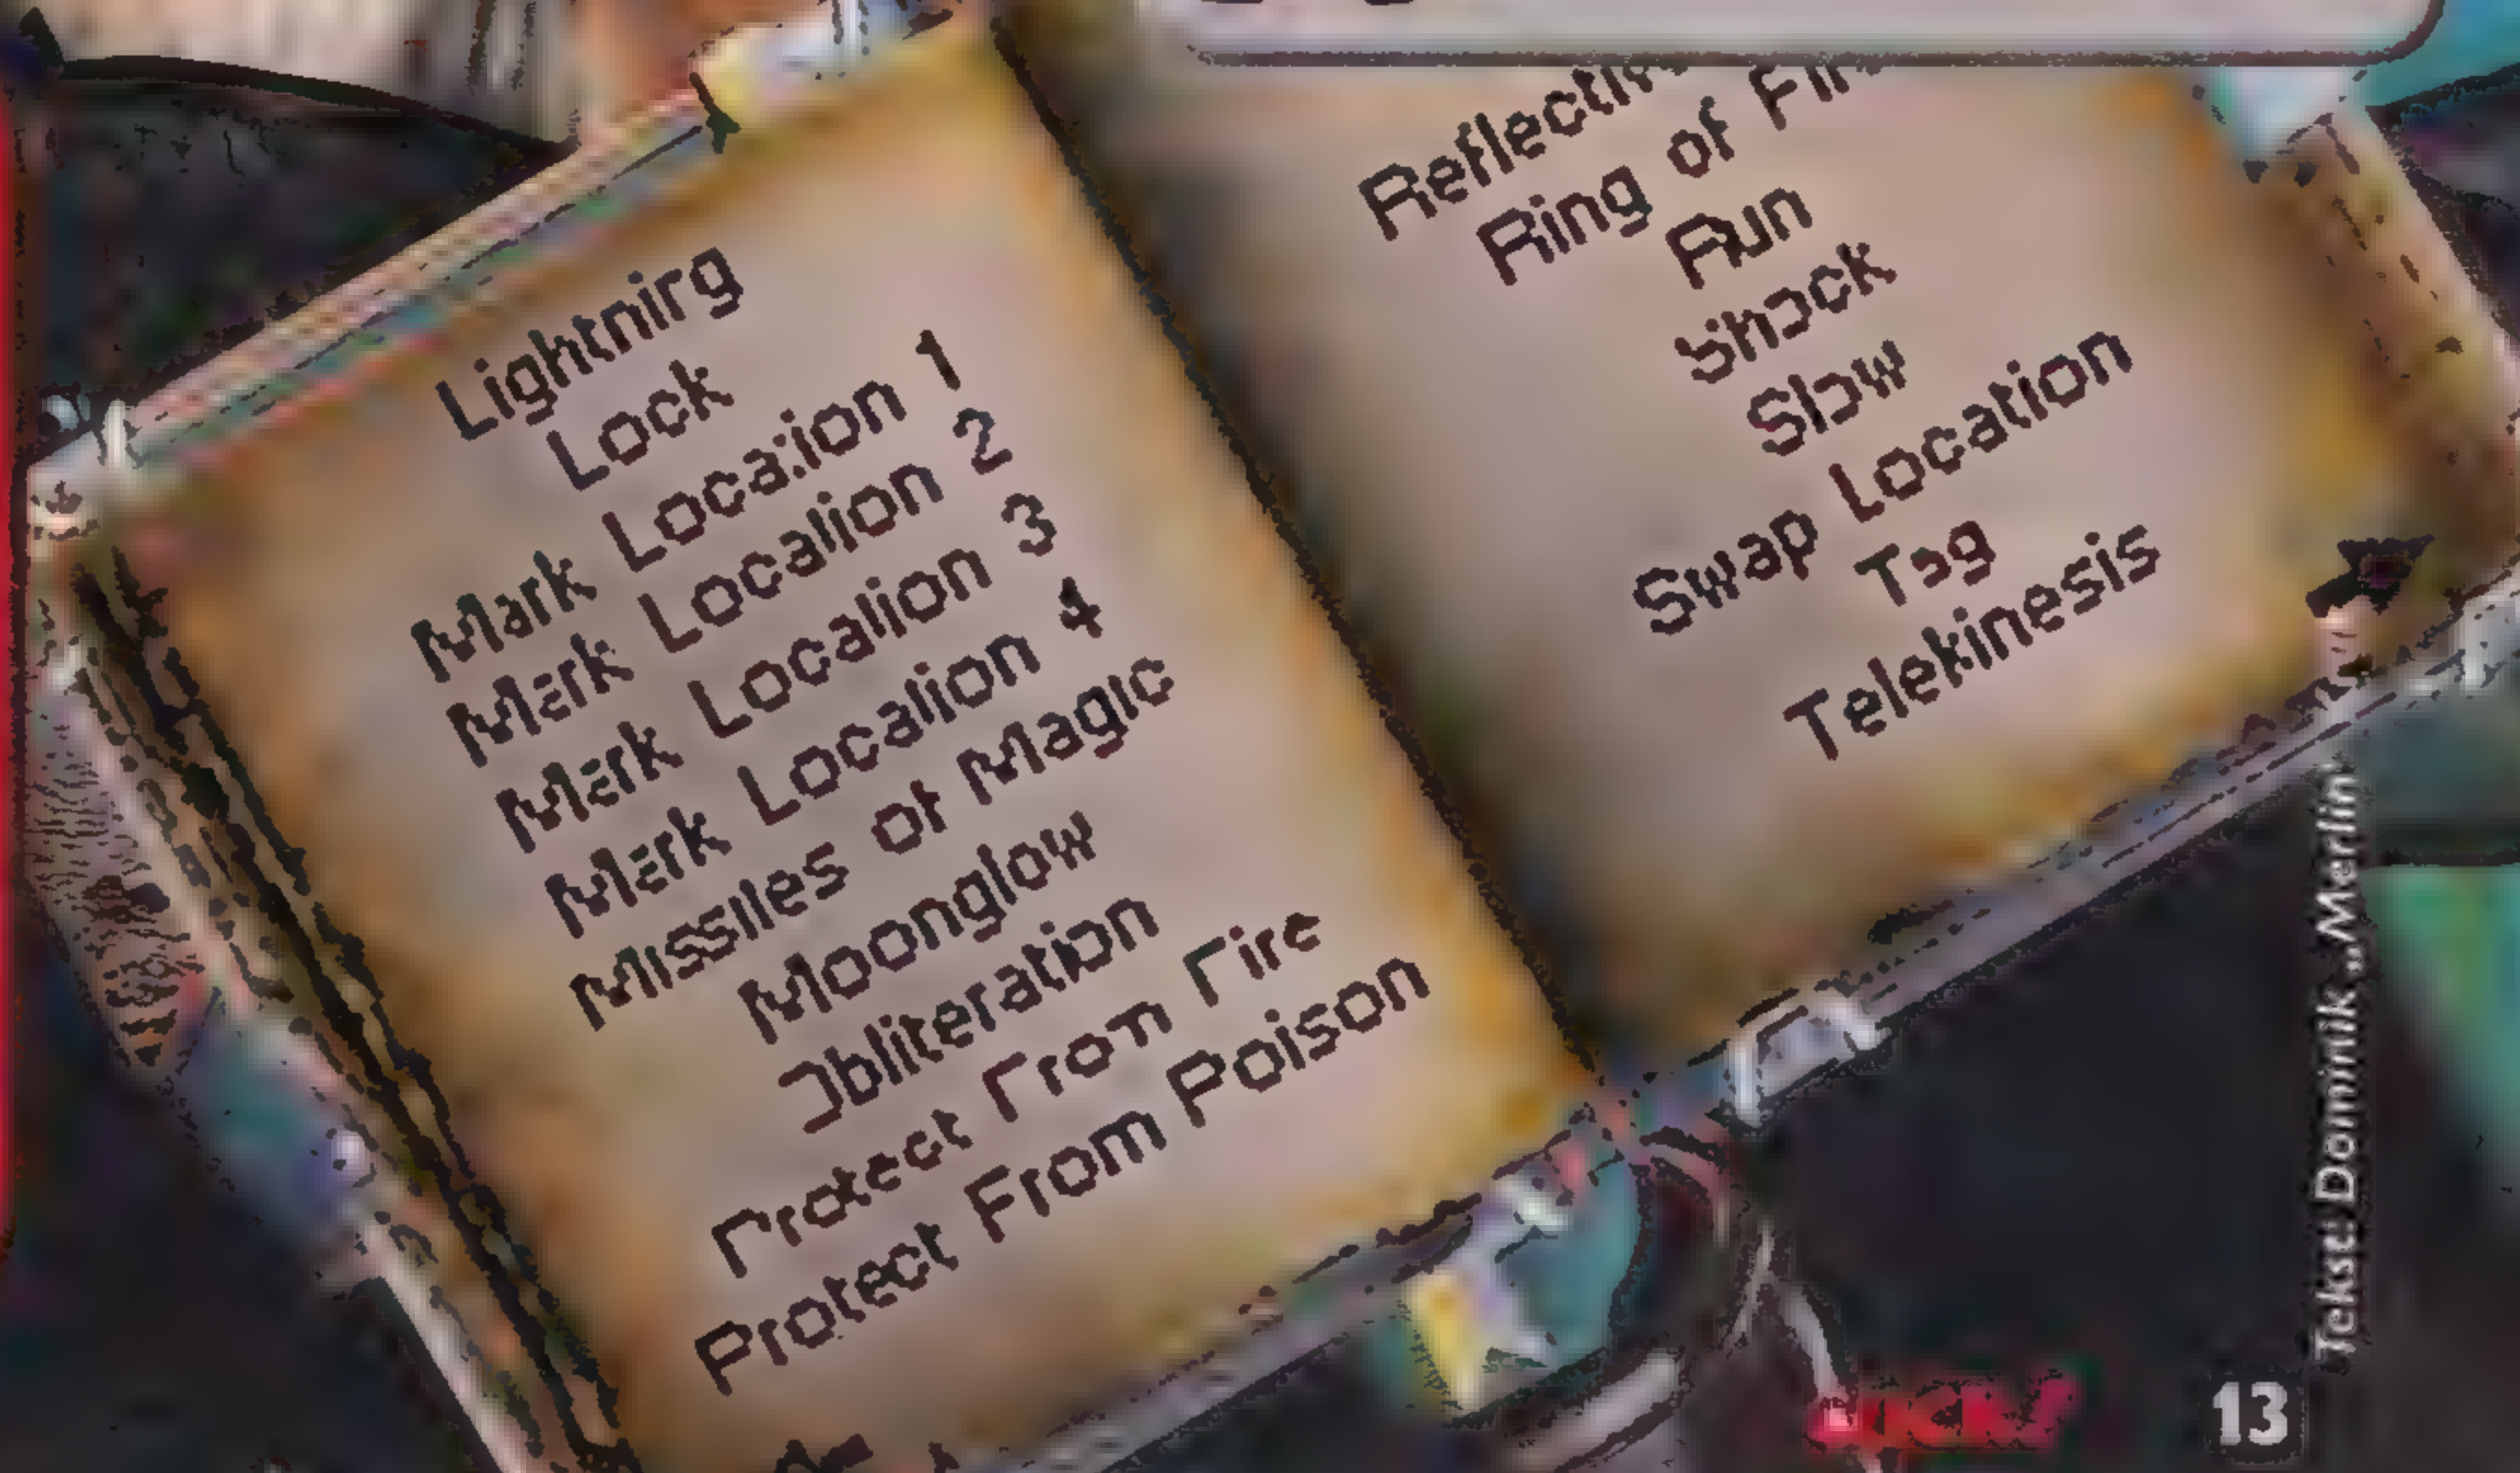 Lightning
Lock
Mark Location 1
Mark Location 2
Mark Location 3
Mark Location 4
Missiles of Magic
Moonglow
Obliteration
Protect From Fire
Protect From Poison
Ring of
Run
Shock
Slow
Swap Location
Tag
Telekinesis
Tekst: Dominik „Merlin"
13